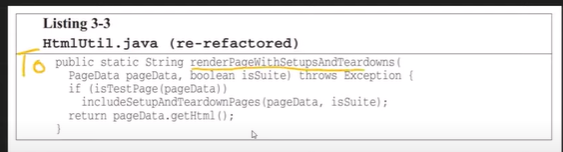 Listing 3-3
HtmlUtil.java (re-refactored)
To
public static String renderPageWithSetupsAndTeardowns(
PageData pageData, boolean isSuite) throws Exception {
if (isTestPage(pageData))
includeSetupAndTeardownPages(pageData, isSuite);
return pageData.getHtml();
}